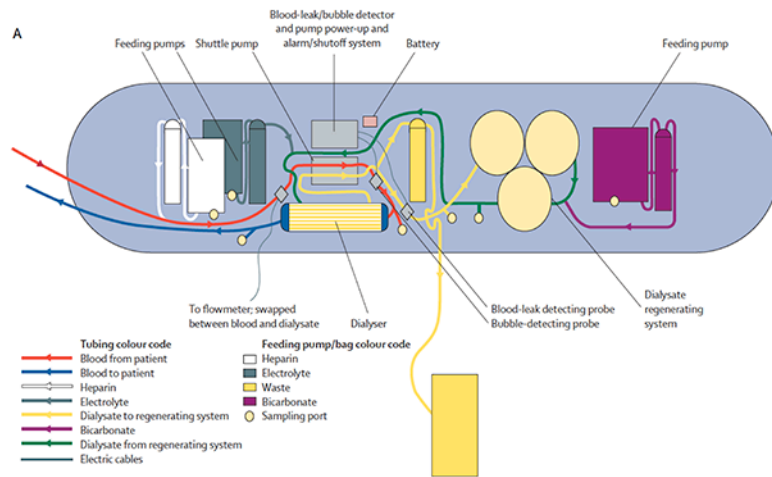 A
Blood-leak/bubble detector
and pump power-up and
alarm/shutoff system
Feeding pumps
Shuttle pump
Battery
Feeding pump
To flowmeter; swapped
between blood and dialysate
Dialyser
Blood-leak detecting probe
Bubble-detecting probe
Dialysate
regenerating
system
Tubing colour code
Blood from patient
Blood to patient
Heparin
Electrolyte
Dialysate to regenerating system
Bicarbonate
Dialysate from regenerating system
Electric cables
Feeding pump/bag colour code
Heparin
Electrolyte
Waste
Bicarbonate
Sampling port